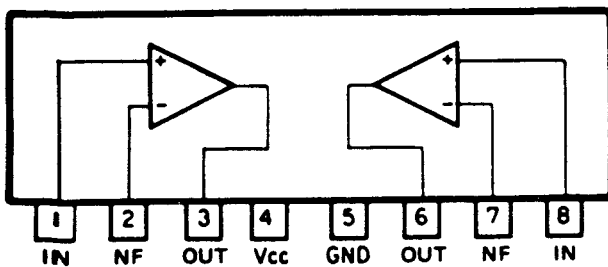 + +
- -
1 2 3 4 5 6 7 8
IN NF OUT Vcc GND OUT NF IN